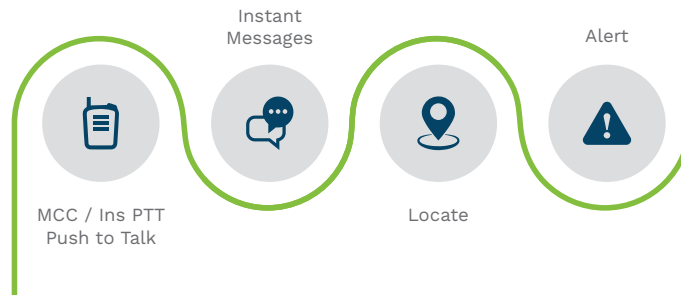 MCC / Ins PTT
Push to Talk
Instant
Messages
Locate
Alert